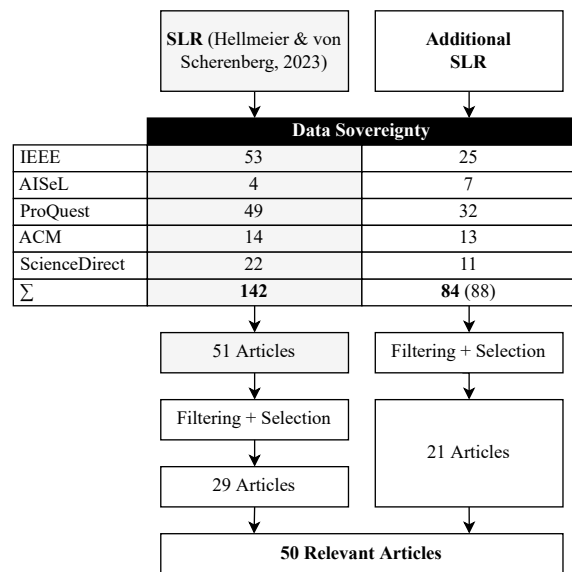 SLR (Hellmeier & von
Scherenberg, 2023)
Additional
SLR
Data Sovereignty
IEEE 53 25
AISeL 4 7
ProQuest 49 32
ACM 14 13
ScienceDirect 22 11
∑ 142 84 (88)
51 Articles
Filtering + Selection
Filtering + Selection
21 Articles
29 Articles
50 Relevant Articles